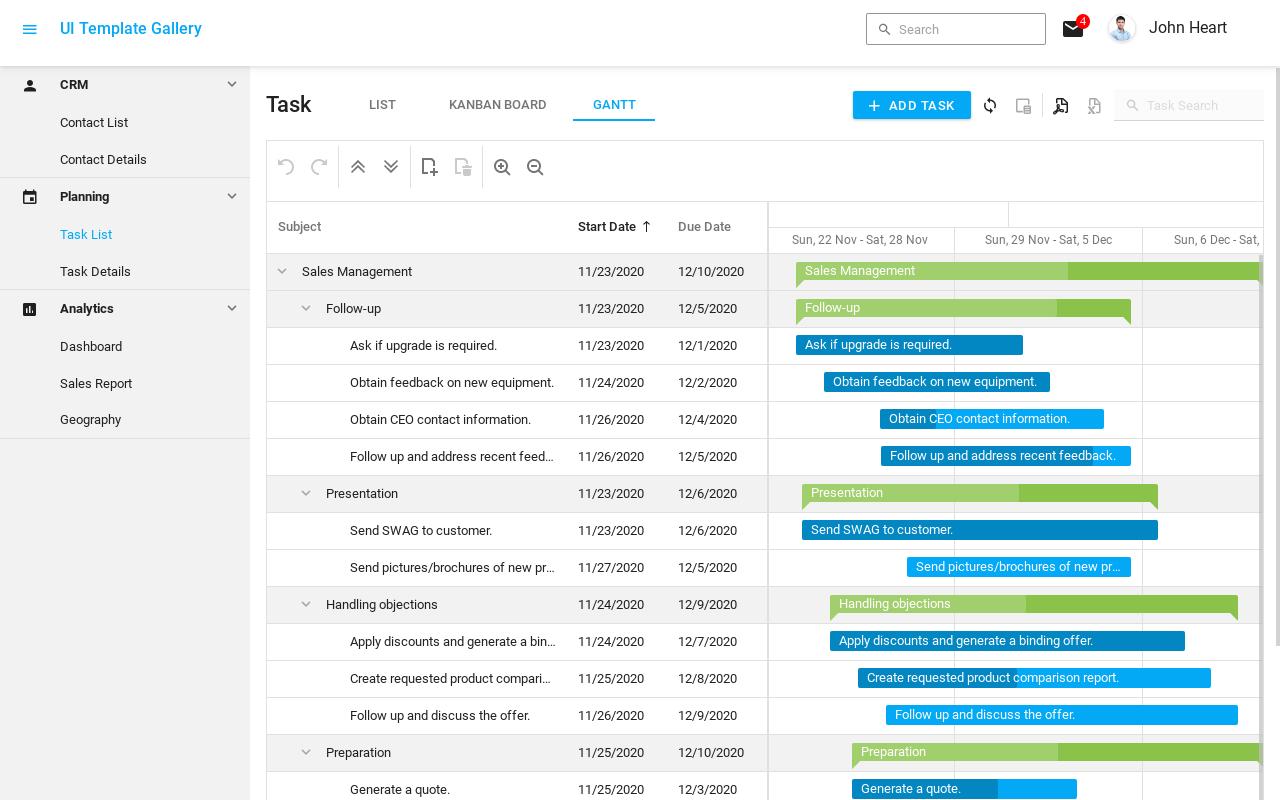 UI Template Gallery
Search
4
John Heart
CRM
Contact List
Contact Details
Planning
Task List
Task Details
Analytics
Dashboard
Sales Report
Geography
Task
LIST
KANBAN BOARD
GANTT
ADD TASK
Task Search
Subject
Start Date
Due Date
Sun, 22 Nov - Sat, 28 Nov
Sun, 29 Nov - Sat, 5 Dec
Sun, 6 Dec - Sat,
Sales Management 11/23/2020 12/10/2020 Sales Management
Follow-up 11/23/2020 12/5/2020 Follow-up
Ask if upgrade is required. 11/23/2020 12/1/2020 Ask if upgrade is required.
Obtain feedback on new equipment. 11/24/2020 12/2/2020 Obtain feedback on new equipment.
Obtain CEO contact information. 11/26/2020 12/4/2020 Obtain CEO contact information.
Follow up and address recent feed... 11/26/2020 12/5/2020 Follow up and address recent feedback.
Presentation 11/23/2020 12/6/2020 Presentation
Send SWAG to customer. 11/23/2020 12/6/2020 Send SWAG to customer.
Send pictures/brochures of new pr... 11/27/2020 12/5/2020 Send pictures/brochures of new pr...
Handling objections 11/24/2020 12/9/2020 Handling objections
Apply discounts and generate a bin... 11/24/2020 12/7/2020 Apply discounts and generate a binding offer.
Create requested product compari... 11/25/2020 12/8/2020 Create requested product comparison report.
Follow up and discuss the offer. 11/26/2020 12/9/2020 Follow up and discuss the offer.
Preparation 11/25/2020 12/10/2020 Preparation
Generate a quote. 11/25/2020 12/3/2020 Generate a quote.